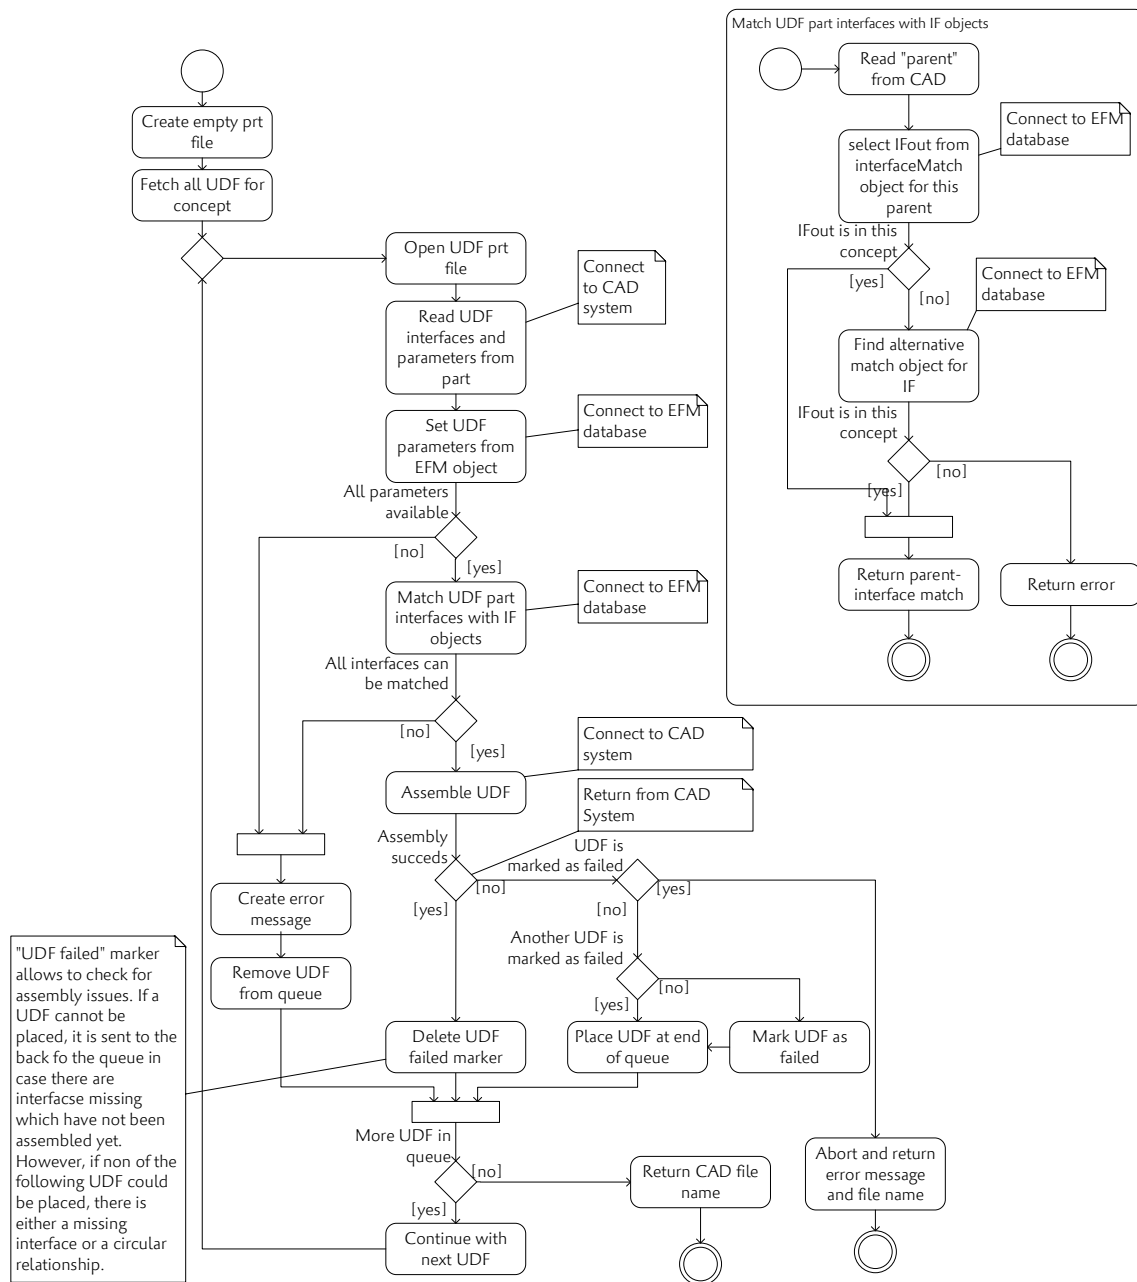 Match UDF part interfaces with IF objects
Read "parent"
from CAD
Connect to EFM
database
select IFout from
interfaceMatch
object for this
parent
IFout is in this
concept
[yes]
[no]
Connect to EFM
database
Find alternative
match object for
IF
IFout is in this
concept
[no]
[yes]
Return parent-
interface match
Return error
Create empty prt
file
Fetch all UDF for
concept
Open UDF prt
file
Connect
to CAD
system
Read UDF
interfaces and
parameters from
part
Set UDF
parameters from
EFM object
Connect to EFM
database
All parameters
available
[no]
[yes]
Match UDF part
interfaces with IF
objects
Connect to EFM
database
All interfaces can
be matched
[no]
[yes]
Connect to CAD
system
Assemble UDF
Return from CAD
System
Assembly
succeds
[no]
[yes]
UDF is
marked as failed
[yes]
[no]
Create error
message
Remove UDF
from queue
Another UDF is
marked as failed
[no]
[yes]
Delete UDF
failed marker
Place UDF at end
of queue
Mark UDF as
failed
"UDF failed" marker
allows to check for
assembly issues. If a
UDF cannot be
placed, it is sent to the
back fo the queue in
case there are
interfacse missing
which have not been
assembled yet.
However, if non of the
following UDF could
be placed, there is
either a missing
interface or a circular
relationship.
More UDF in
queue
[no]
[yes]
Return CAD file
name
Abort and return
error message
and file name
Continue with
next UDF